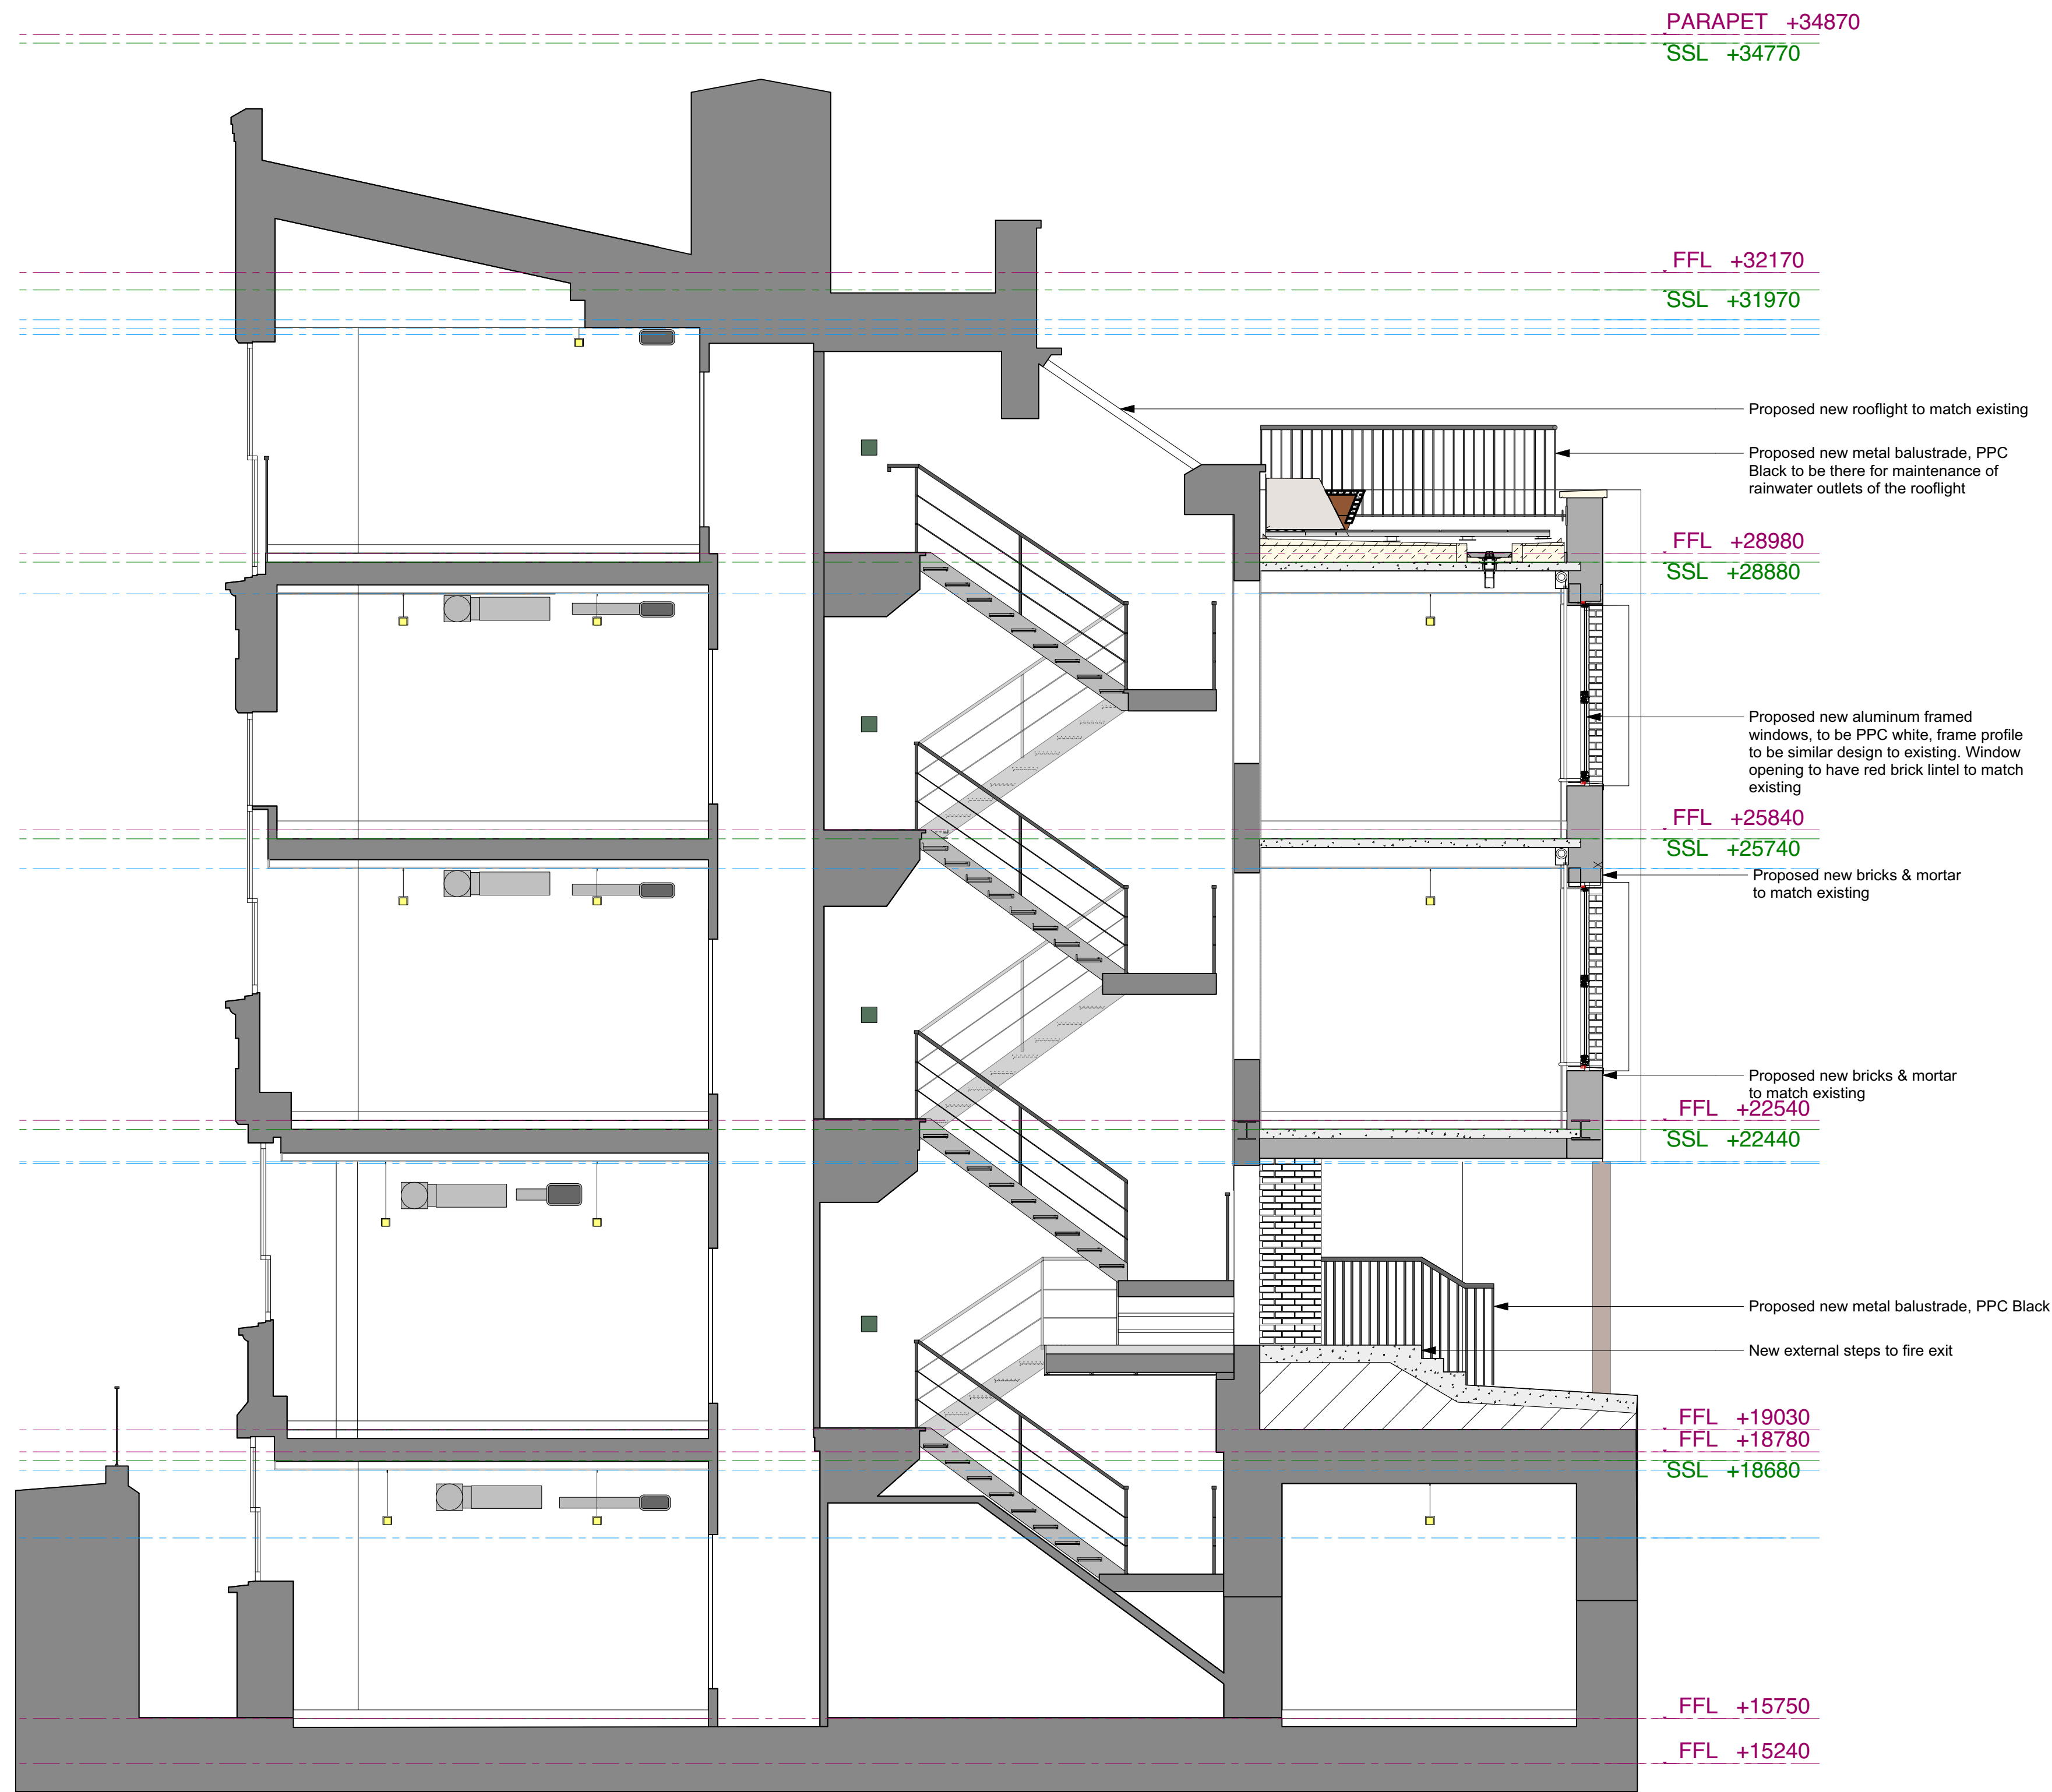 PARAPET +34870
SSL +34770
FFL +32170
SSL +31970
Proposed new rooflight to match existing
Proposed new metal balustrade, PPC
Black to be there for maintenance of
rainwater outlets of the rooflight
FFL +28980
SSL +28880
Proposed new aluminum framed
windows, to be PPC white, frame profile
to be similar design to existing. Window
opening to have red brick lintel to match
existing
FFL +25840
SSL +25740
Proposed new bricks & mortar
to match existing
Proposed new bricks & mortar
to match existing
FFL +22540
SSL +22440
Proposed new metal balustrade, PPC Black
New external steps to fire exit
FFL +19030
FFL +18780
SSL +18680
FFL +15750
FFL +15240